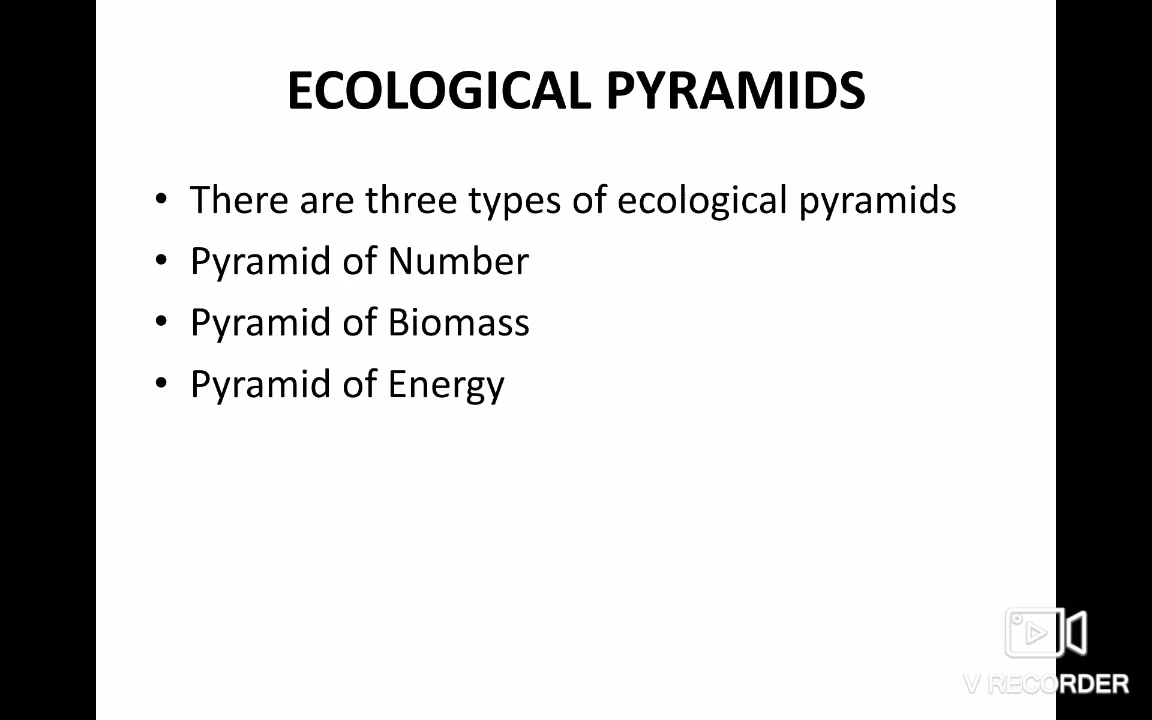 ECOLOGICAL PYRAMIDS
• There are three types of ecological pyramids
• Pyramid of Number
• Pyramid of Biomass
• Pyramid of Energy
V RECORDER